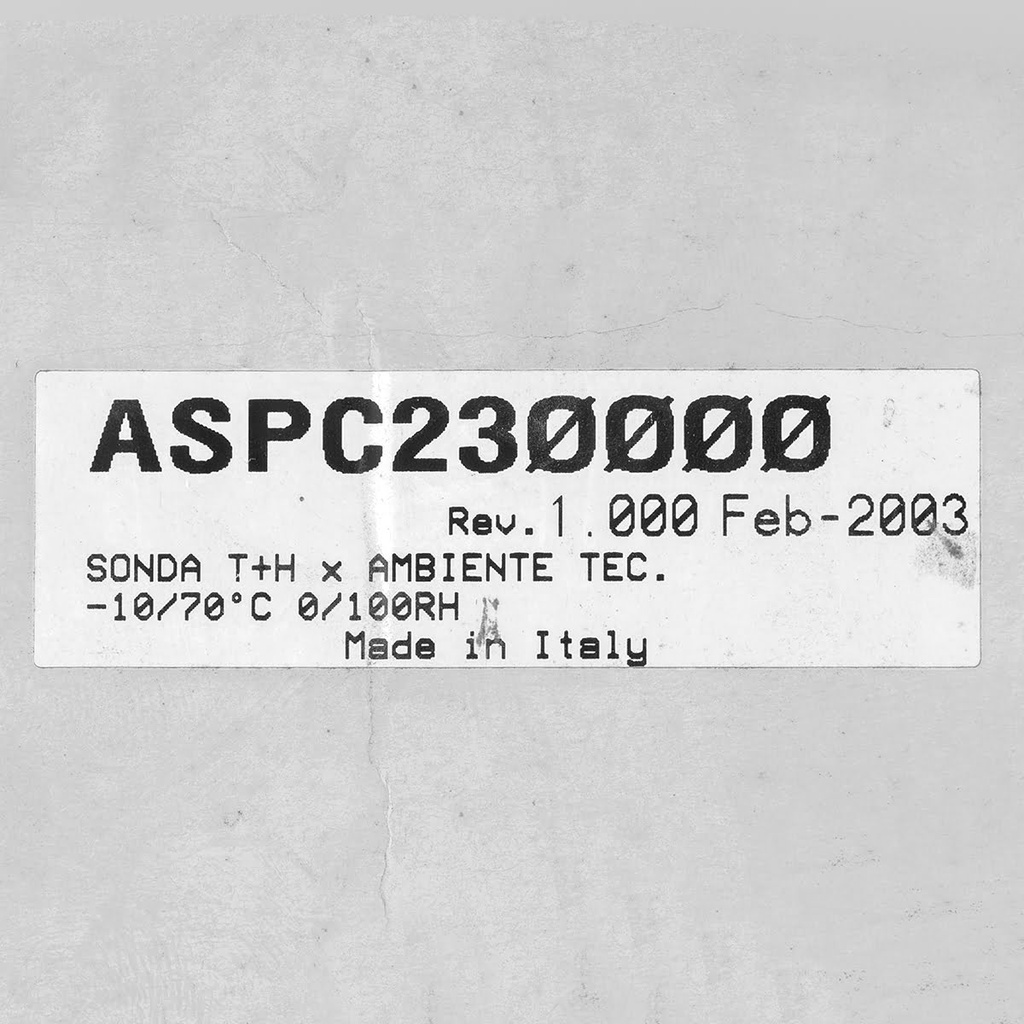 ASPC230000
Rev. 1.000 Feb-2003
SONDA T+H x AMBIENTE TEC.
-10/70°C 0/100RH
Made in Italy